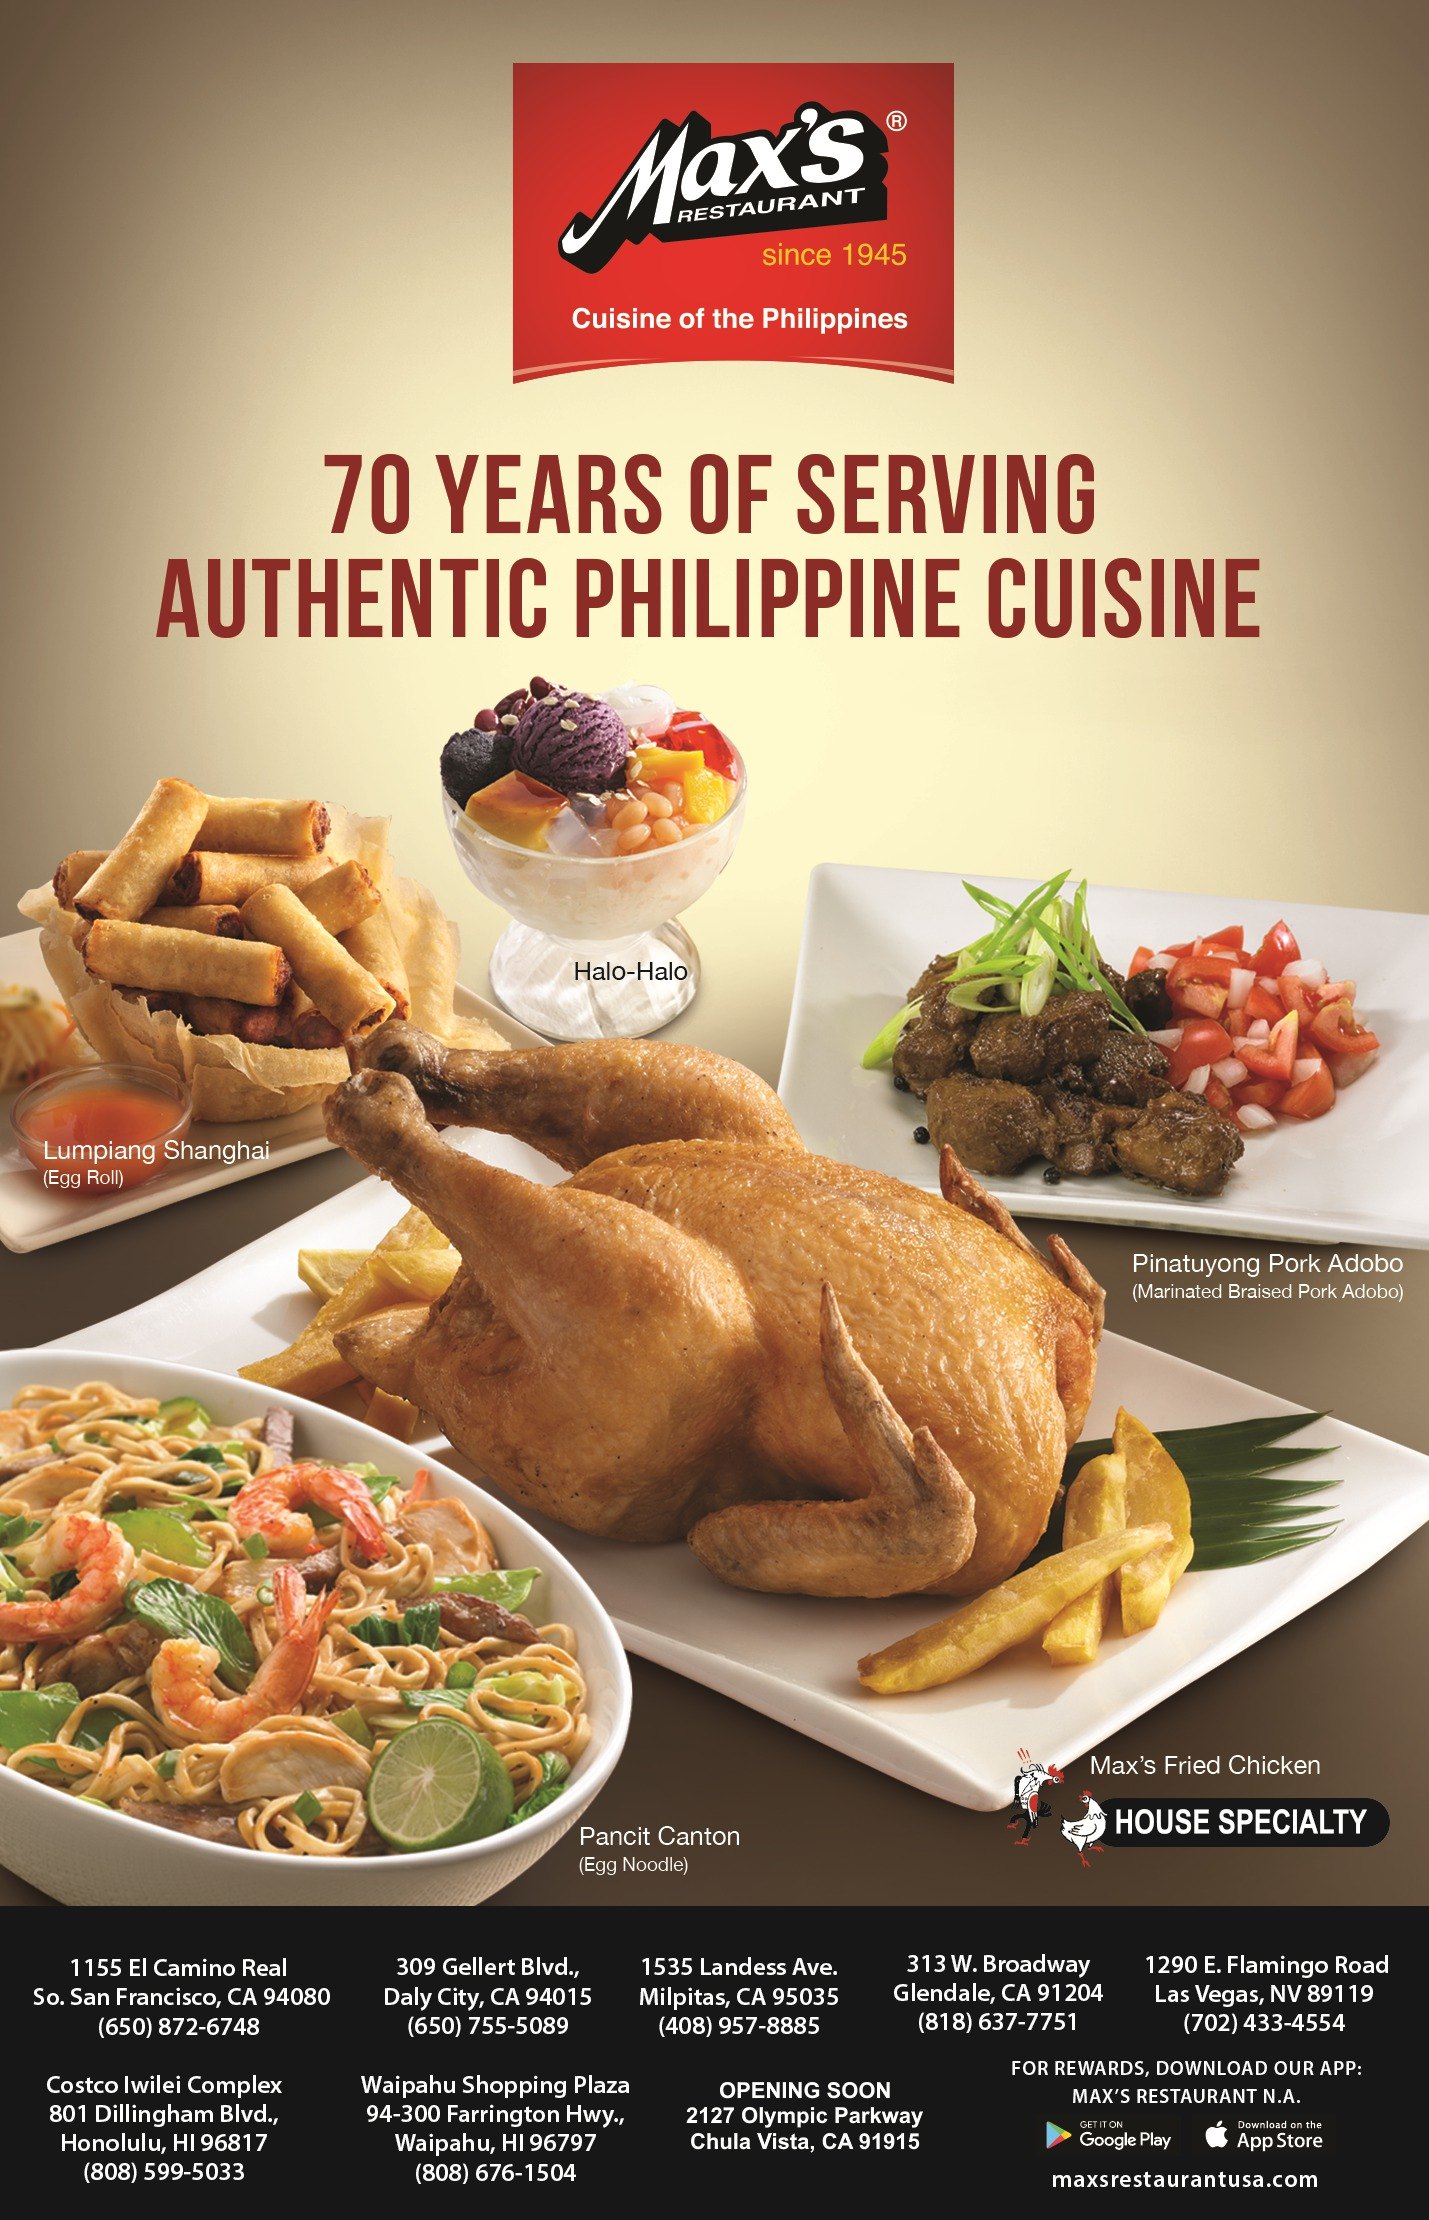 Max's®
RESTAURANT
since 1945
Cuisine of the Philippines
70 YEARS OF SERVING
AUTHENTIC PHILIPPINE CUISINE
Halo-Halo
Lumpiang Shanghai
(Egg Roll)
Pinatuyong Pork Adobo
(Marinated Braised Pork Adobo)
Max's Fried Chicken
HOUSE SPECIALTY
Pancit Canton
(Egg Noodle)
1155 El Camino Real
So. San Francisco, CA 94080
(650) 872-6748
309 Gellert Blvd.,
Daly City, CA 94015
(650) 755-5089
1535 Landess Ave.
Milpitas, CA 95035
(408) 957-8885
313 W. Broadway
Glendale, CA 91204
(818) 637-7751
1290 E. Flamingo Road
Las Vegas, NV 89119
(702) 433-4554
Costco Iwilei Complex
801 Dillingham Blvd.,
Honolulu, HI 96817
(808) 599-5033
Waipahu Shopping Plaza
94-300 Farrington Hwy.,
Waipahu, HI 96797
(808) 676-1504
OPENING SOON
2127 Olympic Parkway
Chula Vista, CA 91915
FOR REWARDS, DOWNLOAD OUR APP:
MAX'S RESTAURANT N.A.
GET IT ON
Google Play
Download on the
App Store
maxsrestaurantusa.com